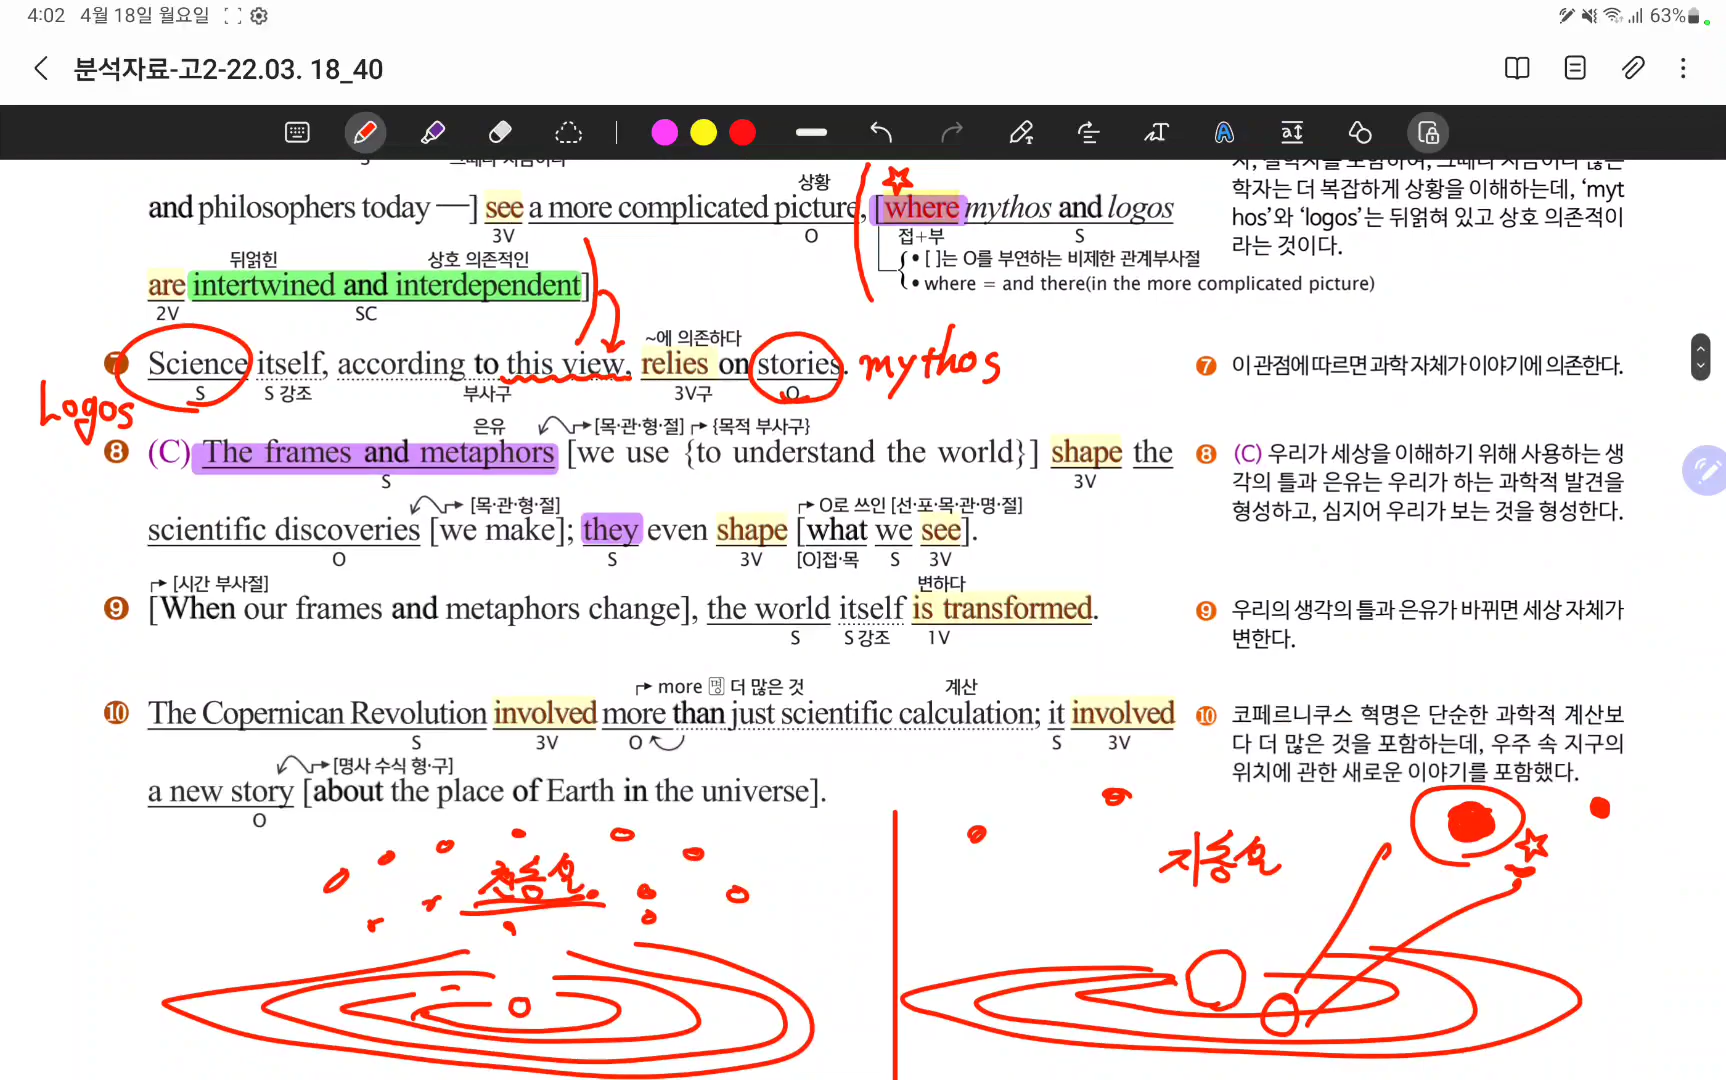 4:02 4월 18일 월요일
63%
분석자료-고2-22.03. 18_40
상황
and philosophers today —] see a more complicated picture, [where mythos and logos
3V O 접+부 S
뒤얽힌 상호 의존적인
• [ ]는 O를 부연하는 비제한 관계부사절
are intertwined and interdependent]
• where = and there(in the more complicated picture)
2V SC
~에 의존하다
❼ Science itself, according to this view, relies on stories. mythos
S S 강조 부사구 3V구 O
Logos
은유 [목·관·형·절] {목적 부사구}
❽ (C) The frames and metaphors [we use {to understand the world}] shape the
S 3V
[목·관·형·절] O로 쓰인 [선·포·목·관·명·절]
scientific discoveries [we make]; they even shape [what we see].
O S 3V [O]접·목 S 3V
[시간 부사절] 변하다
❾ [When our frames and metaphors change], the world itself is transformed.
S S 강조 1V
more 명 더 많은 것 계산
❿ The Copernican Revolution involved more than just scientific calculation; it involved
S 3V O S 3V
[명사 수식 형·구]
a new story [about the place of Earth in the universe].
O
천동설
지동설
학자는 더 복잡하게 상황을 이해하는데, ‘myt
hos’와 ‘logos’는 뒤얽혀 있고 상호 의존적이
라는 것이다.
❼ 이 관점에 따르면 과학 자체가 이야기에 의존한다.
❽ (C) 우리가 세상을 이해하기 위해 사용하는 생
각의 틀과 은유는 우리가 하는 과학적 발견을
형성하고, 심지어 우리가 보는 것을 형성한다.
❾ 우리의 생각의 틀과 은유가 바뀌면 세상 자체가
변한다.
❿ 코페르니쿠스 혁명은 단순한 과학적 계산보
다 더 많은 것을 포함하는데, 우주 속 지구의
위치에 관한 새로운 이야기를 포함했다.